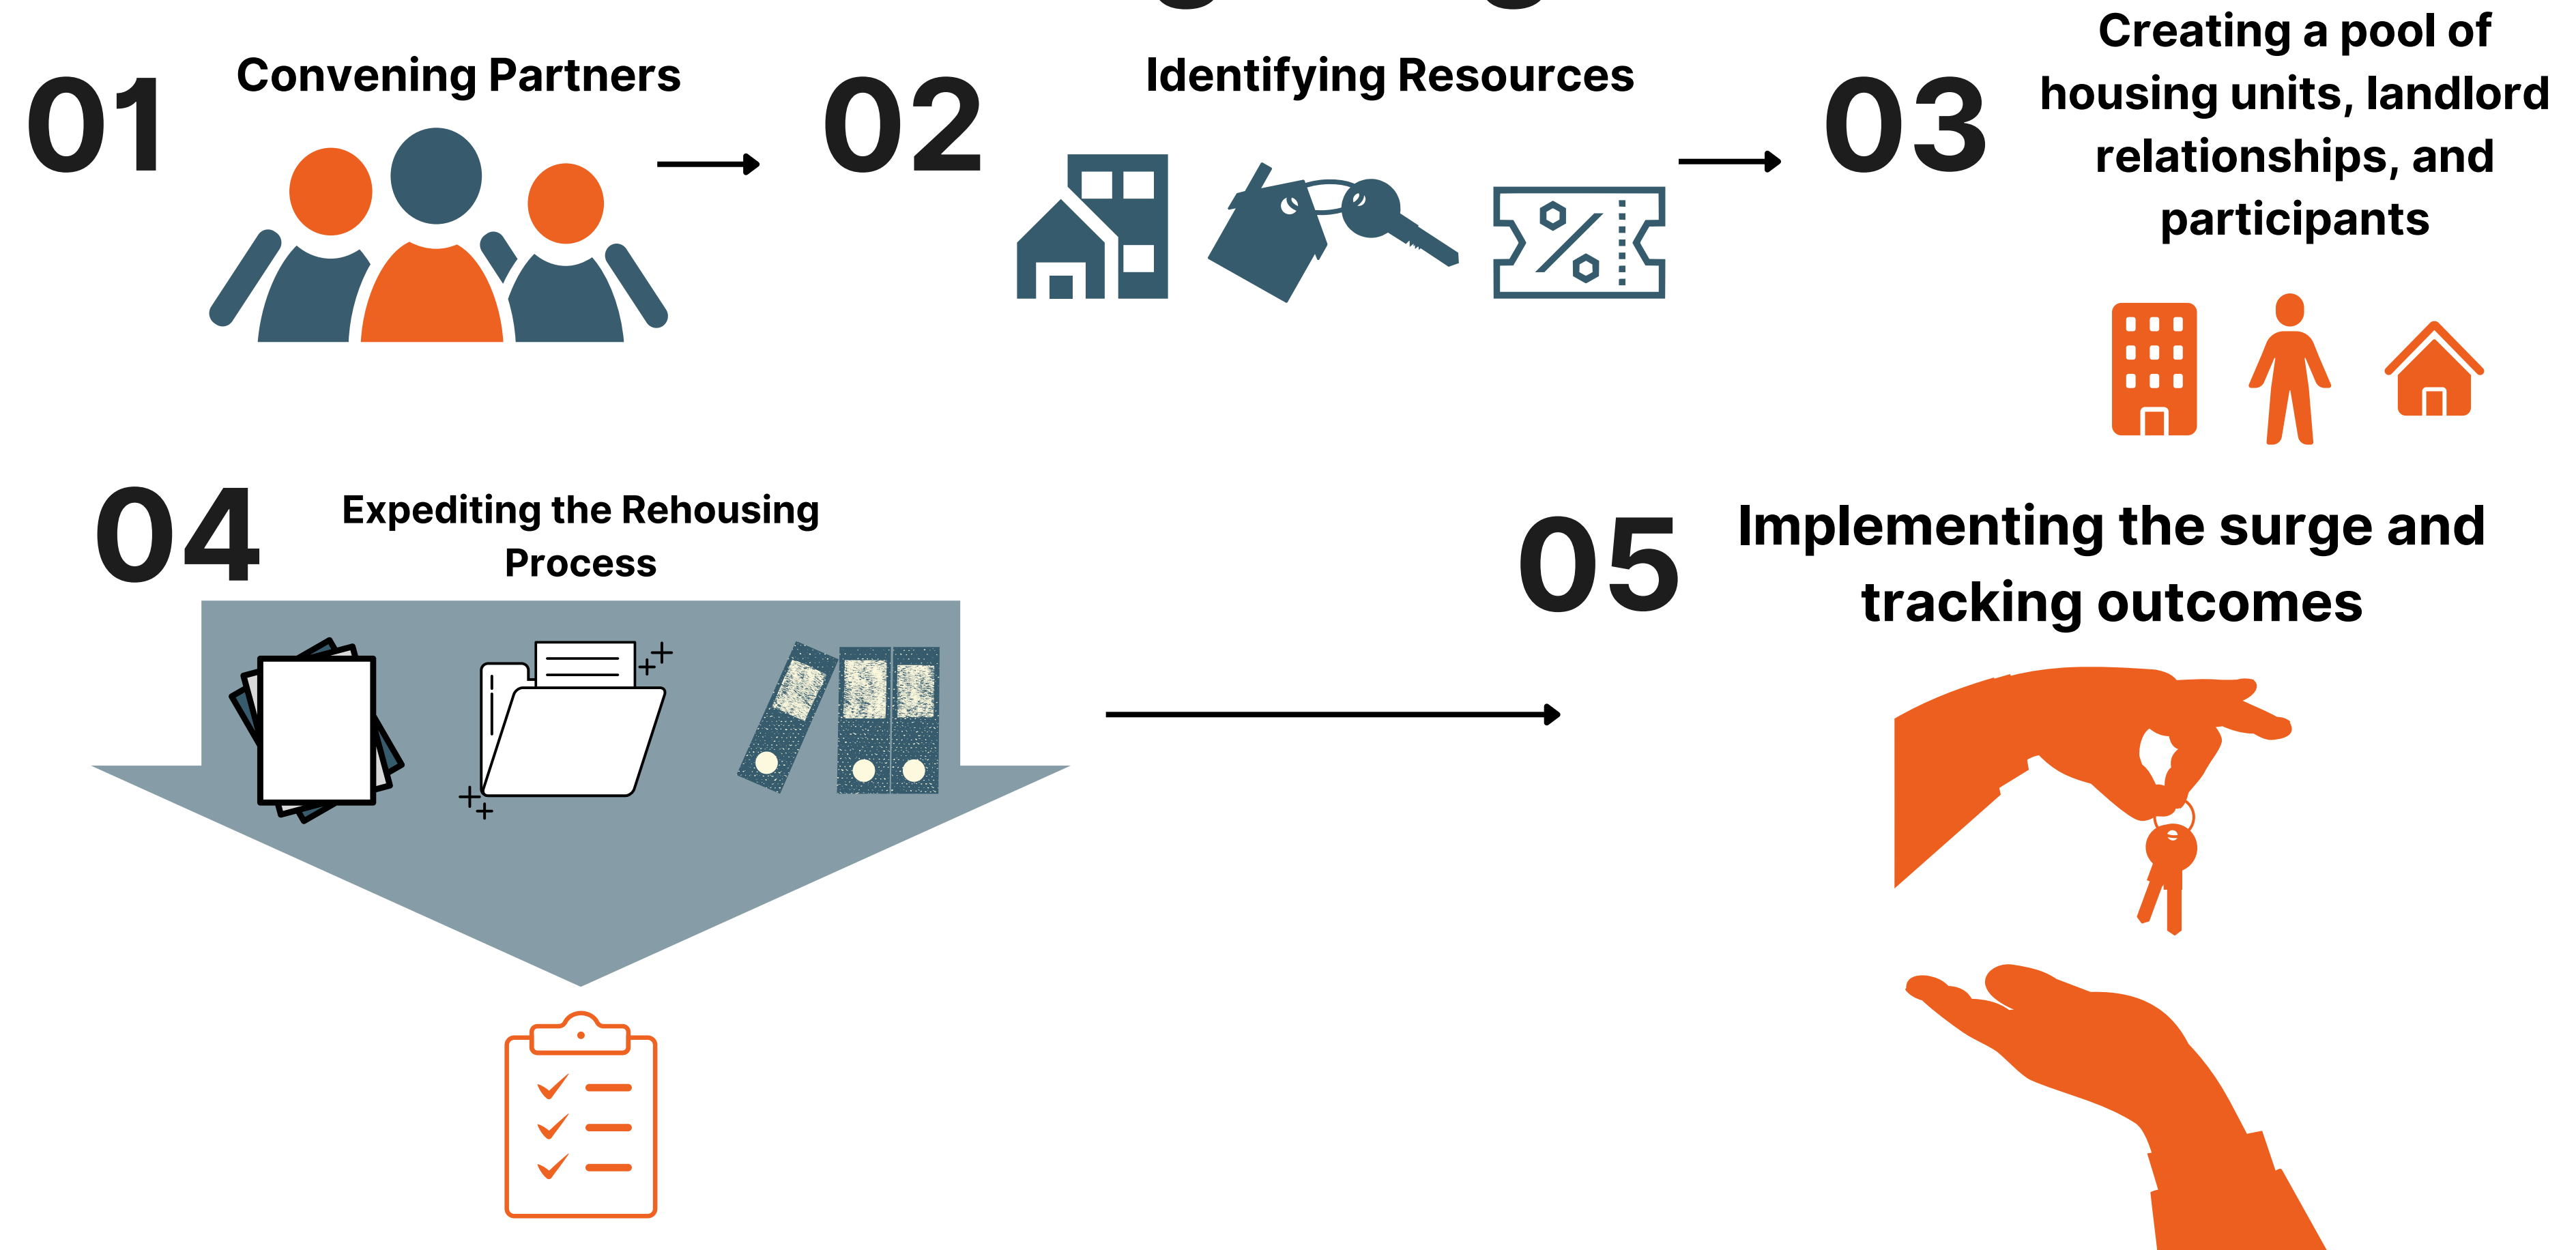 01
Convening Partners
02
Identifying Resources
03
Creating a pool of
housing units, landlord
relationships, and
participants
04
Expediting the Rehousing
Process
05
Implementing the surge and
tracking outcomes